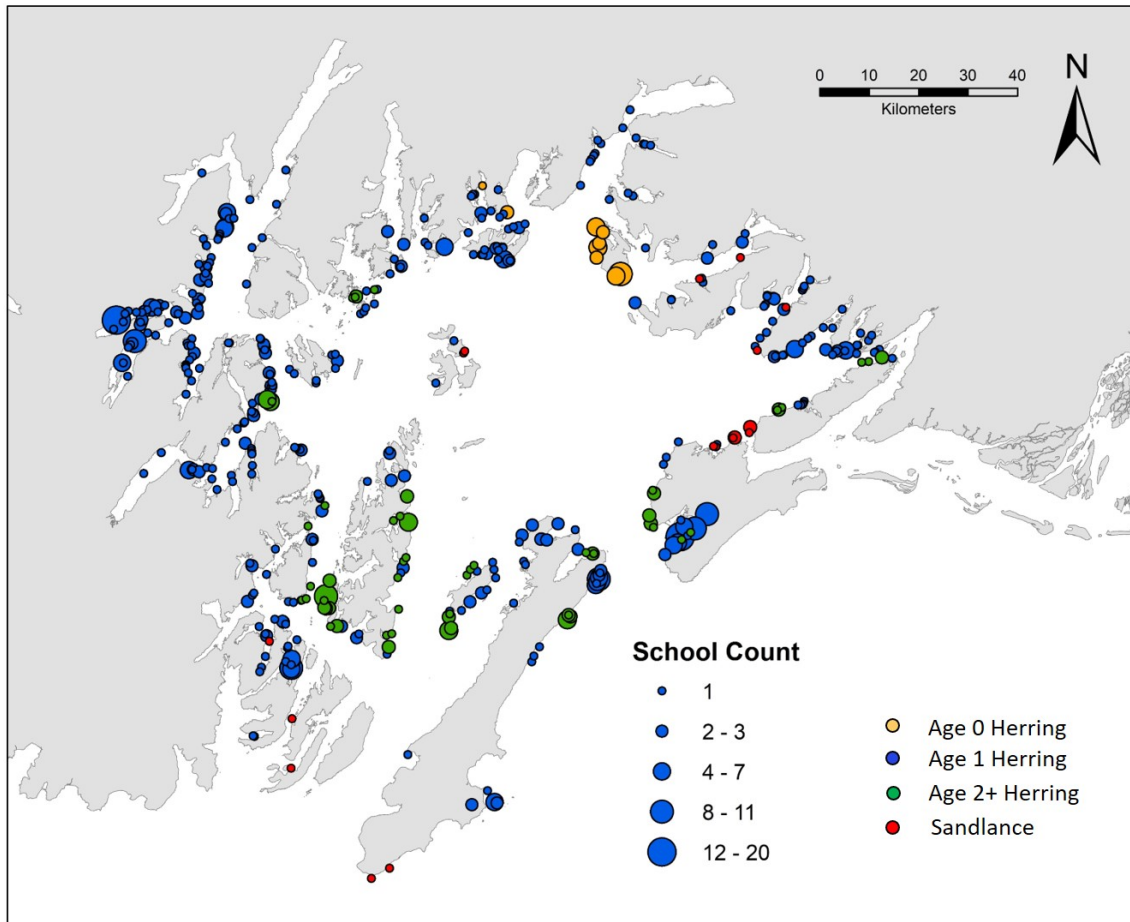 0 10 20 30 40
Kilometers
N
School Count
1
2 - 3
4 - 7
8 - 11
12 - 20
Age 0 Herring
Age 1 Herring
Age 2+ Herring
Sandlance